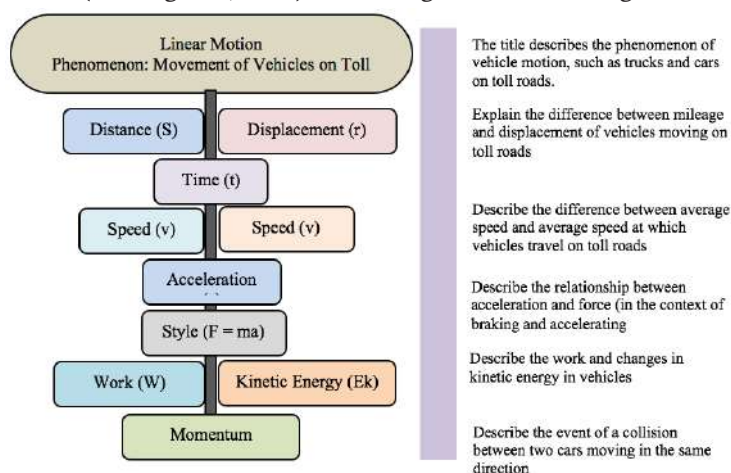 Linear Motion
Phenomenon: Movement of Vehicles on Toll
Distance (S)
Displacement (r)
Time (t)
Speed (v)
Speed (v)
Acceleration
Style (F = ma)
Work (W)
Kinetic Energy (Ek)
Momentum
The title describes the phenomenon of
vehicle motion, such as trucks and cars
on toll roads.
Explain the difference between mileage
and displacement of vehicles moving on
toll roads
Describe the difference between average
speed and average speed at which
vehicles travel on toll roads
Describe the relationship between
acceleration and force (in the context of
braking and accelerating
Describe the work and changes in
kinetic energy in vehicles
Describe the event of a collision
between two cars moving in the same
direction